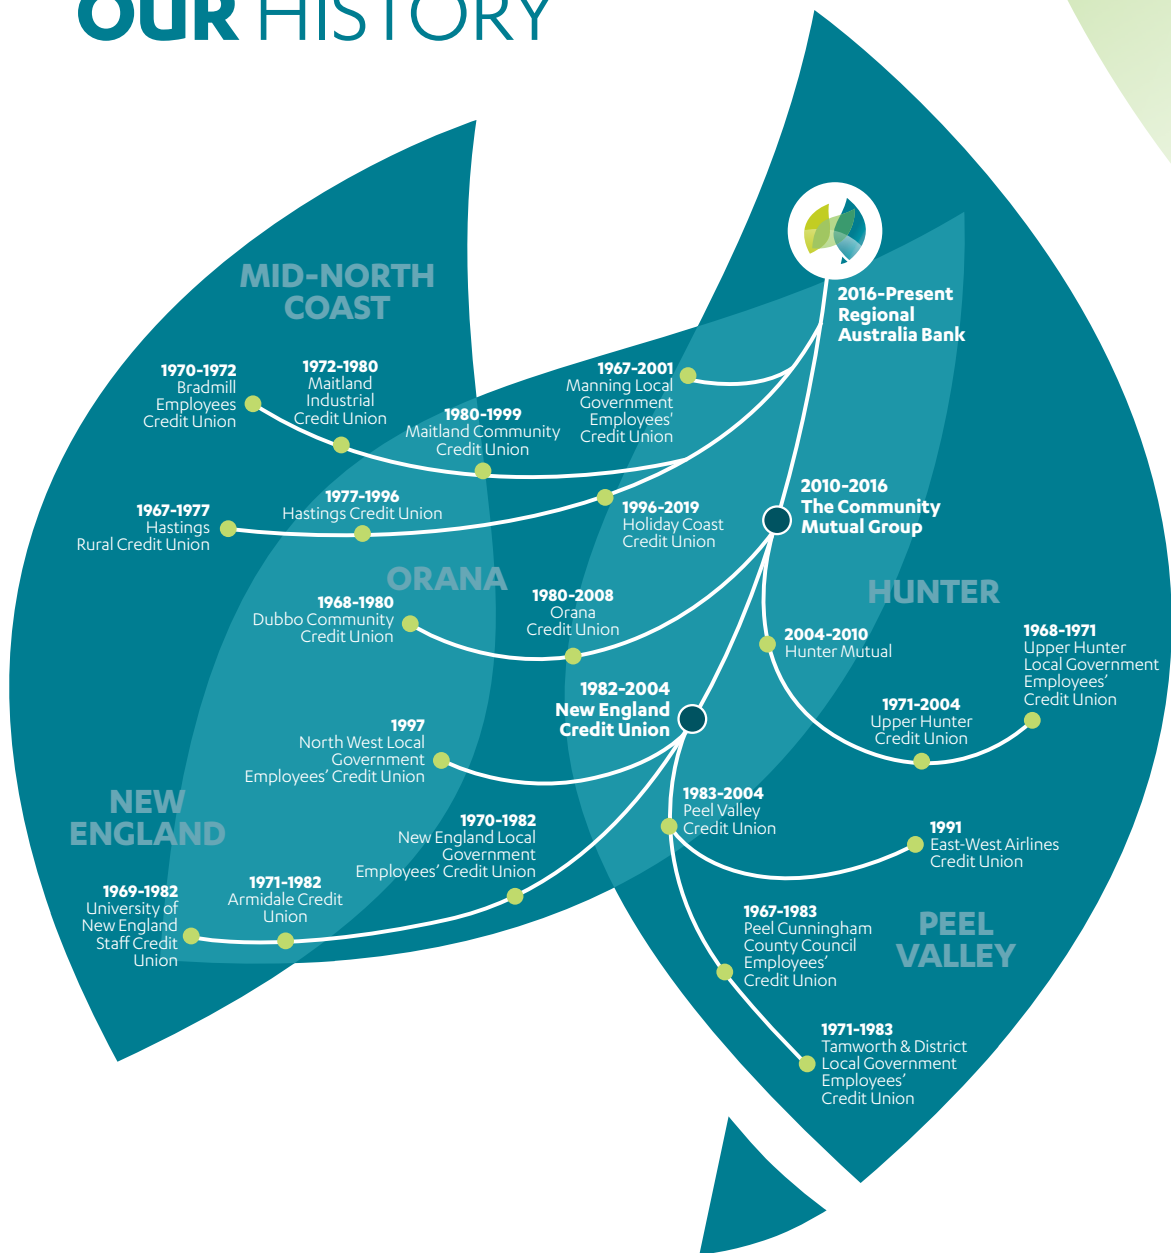 OUR HISTORY
MID-NORTH
COAST
2016-Present
Regional
Australia Bank
1970-1972
Bradmill
Employees
Credit Union
1972-1980
Maitland
Industrial
Credit Union
1980-1999
Maitland Community
Credit Union
1967-2001
Manning Local
Government
Employees'
Credit Union
1967-1977
Hastings
Rural Credit Union
1977-1996
Hastings Credit Union
1996-2019
Holiday Coast
Credit Union
2010-2016
The Community
Mutual Group
ORANA
HUNTER
1968-1980
Dubbo Community
Credit Union
1980-2008
Orana
Credit Union
2004-2010
Hunter Mutual
1968-1971
Upper Hunter
Local Government
Employees’
Credit Union
1971-2004
Upper Hunter
Credit Union
1982-2004
New England
Credit Union
1997
North West Local
Government
Employees’ Credit Union
NEW
ENGLAND
1983-2004
Peel Valley
Credit Union
1991
East-West Airlines
Credit Union
1970-1982
New England Local
Government
Employees’ Credit Union
1969-1982
University of
New England
Staff Credit
Union
1971-1982
Armidale Credit
Union
1967-1983
Peel Cunningham
County Council
Employees’
Credit Union
PEEL
VALLEY
1971-1983
Tamworth & District
Local Government
Employees’
Credit Union